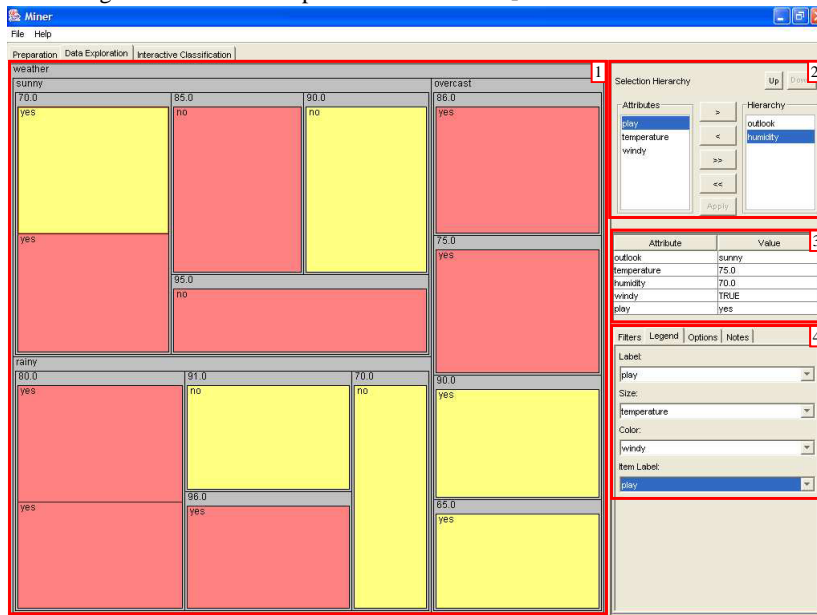 Miner
File Help
Preparation Data Exploration Interactive Classification
weather 1
sunny overcast
70.0 85.0 90.0 86.0
yes no no yes
yes
95.0
no
75.0
yes
rainy
80.0 91.0 70.0 90.0
yes no no yes
96.0
yes yes
65.0
yes
2
Selection Hierarchy Up
Attributes Hierarchy
play > outlook
temperature < humidity
windy >>
<<
Apply
3
Attribute Value
outlook sunny
temperature 75.0
humidity 70.0
windy TRUE
play yes
4
Filters Legend Options Notes
Label:
play
Size:
temperature
Color:
windy
Item Label:
play